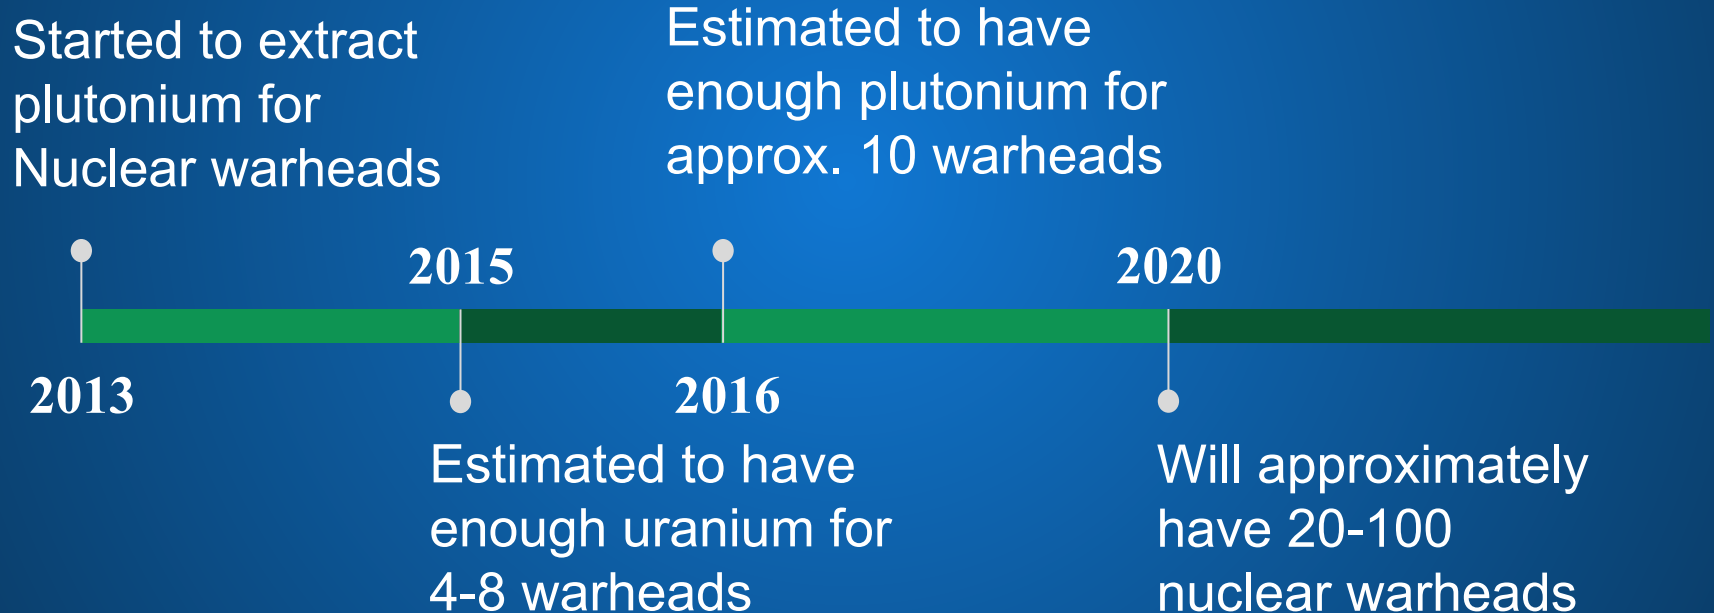 Started to extract
plutonium for
Nuclear warheads
Estimated to have
enough plutonium for
approx. 10 warheads
2015
2020
2013
2016
Estimated to have
enough uranium for
4-8 warheads
Will approximately
have 20-100
nuclear warheads